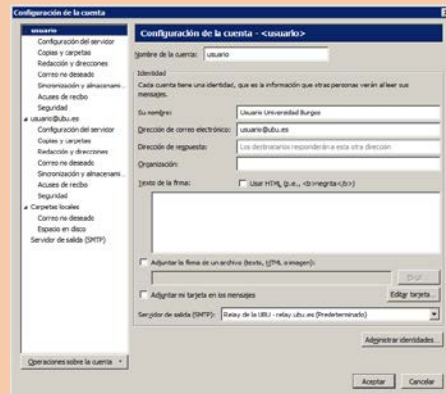 Configuración de la cuenta
usuario
Configuración del servidor
Copias y carpetas
Redacción y direcciones
Correo no deseado
Sincronización y almacenami...
Acuses de recibo
Seguridad
usuario@ubu.es
Configuración del servidor
Copias y carpetas
Redacción y direcciones
Correo no deseado
Sincronización y almacenami...
Acuses de recibo
Seguridad
Carpetas locales
Correo no deseado
Espacio en disco
Servidor de salida (SMTP)
Operaciones sobre la cuenta
Configuración de la cuenta - <usuario>
Nombre de la cuenta: usuario
Identidad
Cada cuenta tiene una identidad, que es la información que otras personas verán al leer sus
mensajes.
Su nombre: Usuario Universidad Burgos
Dirección de correo electrónico: usuario@ubu.es
Dirección de respuesta: Los destinatarios responderán a esta otra dirección
Organización:
Texto de la firma: Usar HTML (p.e., <b>negrita</b>)
Adjuntar la firma de un archivo (texto, HTML o imagen):
Adjuntar mi tarjeta en los mensajes Editar tarjeta...
Servidor de salida (SMTP): Relay de la UBU - relay.ubu.es (Predeterminado)
Administrar identidades...
Aceptar Cancelar